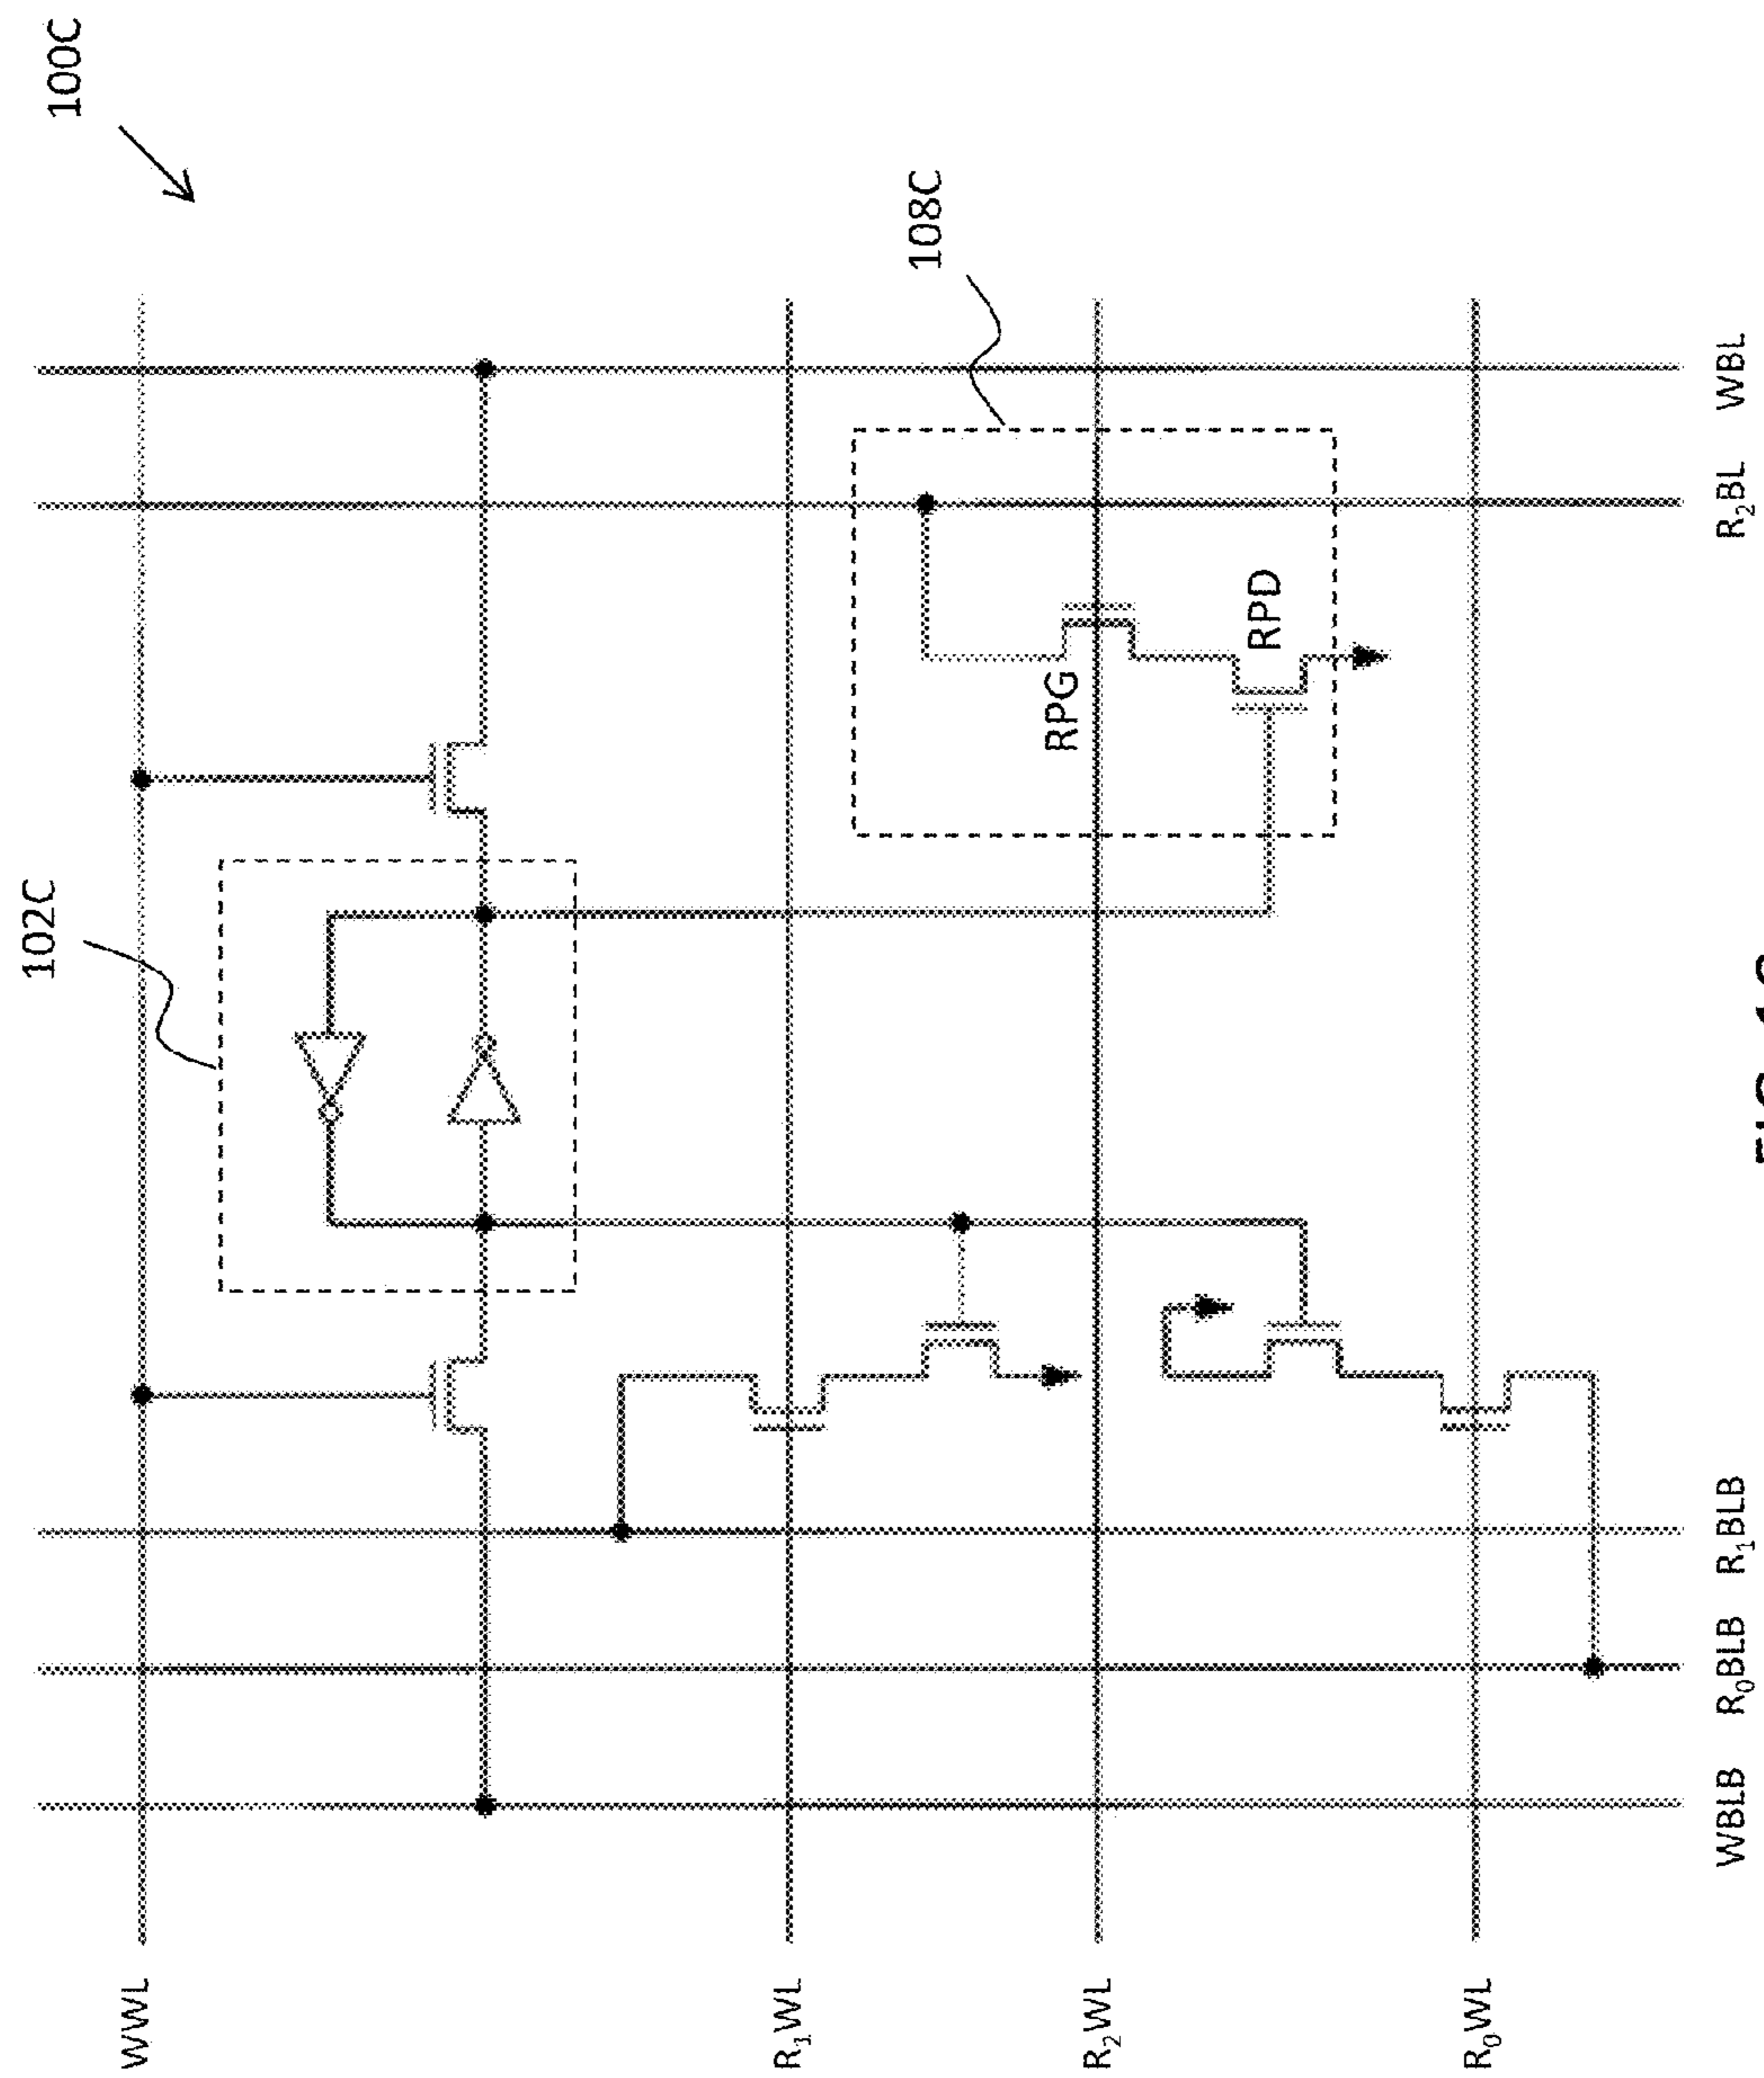 100C
102C
WWL
108C
RPG
RPD
R₁WL
R₂WL
R₀WL
WBLB
R₀BLB
R₁BLB
R₂BL
WBL